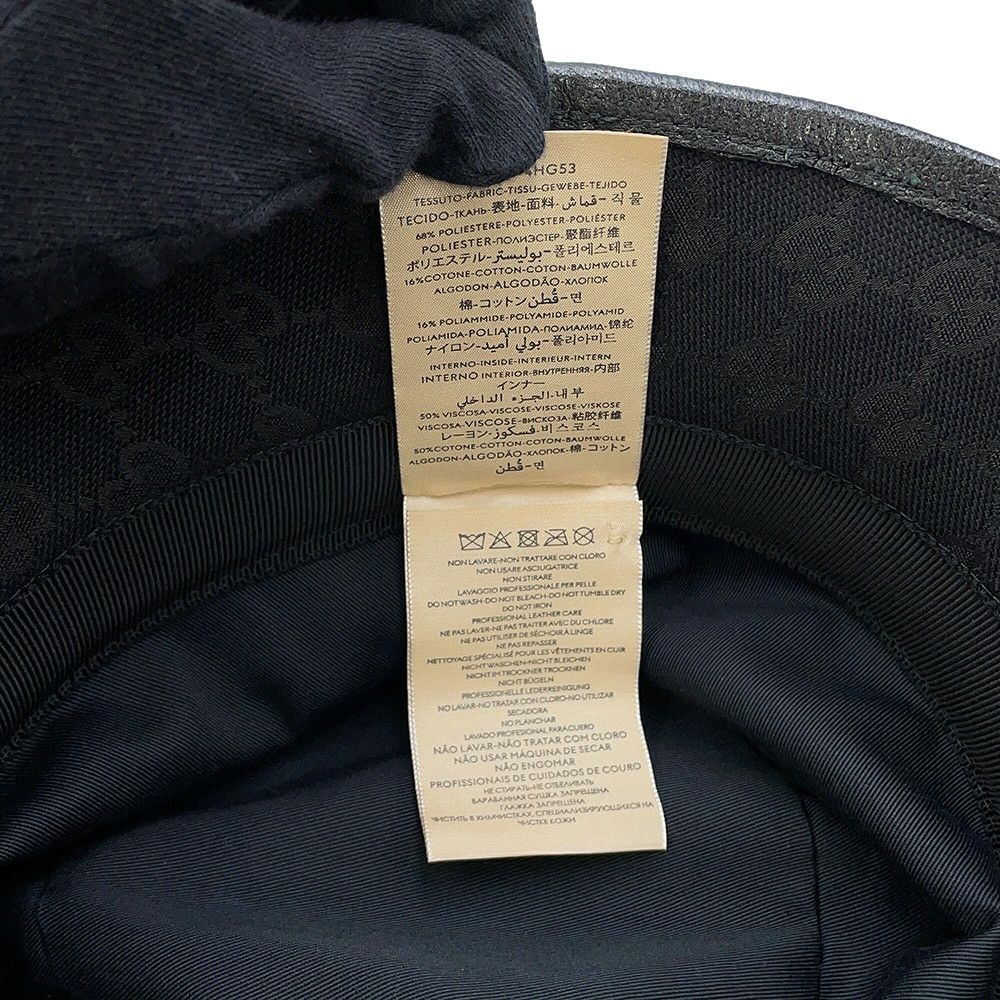 4HG53
TESSUTO-FABRIC-TISSU-GEWEBE-TEJIDO
TECIDO-ТКАНЬ-表地-面料-قماش-직물
68% POLIESTERE-POLYESTER-POLIÉSTER
POLIESTER-ПОЛИЭСТЕР-聚酯纤维
ポリエステル-بوليستر-폴리에스테르
16%COTONE-COTTON-COTON-BAUMWOLLE
ALGODON-ALGODÃO-ХЛОПОК
棉-コットン-قُطن-면
16% POLIAMMIDE-POLYAMIDE-POLYAMID
POLIAMIDA-POLIAMIDA-ПОЛИАМИД-锦纶
ナイロン-بولي أميد-폴리아미드
INTERNO-INSIDE-INTERIEUR-INTERN
INTERNO INTERIOR-ВНУТРЕННЯЯ-内部
インナー
الجزء الداخلي-내부
50% VISCOSA-VISCOSE-VISCOSE-VISKOSE
VISCOSA-VISCOSE-ВИСКОЗА-粘胶纤维
レーヨン-فسكوز-비스코스
50%COTONE-COTTON-COTON-BAUMWOLLE
ALGODON-ALGODÃO-ХЛОПОК-棉-コットン
قُطن-면
NON LAVARE-NON TRATTARE CON CLORO
NON USARE ASCIUGATRICE
NON STIRARE
LAVAGGIO PROFESSIONALE PER PELLE
DO NOT WASH-DO NOT BLEACH-DO NOT TUMBLE DRY
DO NOT IRON
PROFESSIONAL LEATHER CARE
NE PAS LAVER-NE PAS TRAITER AVEC DU CHLORE
NE PAS UTILISER DE SÉCHOIR À LINGE
NE PAS REPASSER
NETTOYAGE SPÉCIALISÉ POUR LES VÊTEMENTS EN CUIR
NICHT WASCHEN-NICHT BLEICHEN
NICHT IM TROCKNER TROCKNEN
NICHT BÜGELN
PROFESSIONELLE LEDERREINIGUNG
NO LAVAR-NO TRATAR CON CLORO-NO UTILIZAR
SECADORA
NO PLANCHAR
LAVADO PROFESIONAL PARA CUERO
NÃO LAVAR-NÃO TRATAR COM CLORO
NÃO USAR MÁQUINA DE SECAR
NÃO ENGOMAR
PROFISSIONAIS DE CUIDADOS DE COURO
НЕ СТИРАТЬ-НЕ ОТБЕЛИВАТЬ
БАРАБАННАЯ СУШКА ЗАПРЕЩЕНА
ГЛАЖКА ЗАПРЕЩЕНА
ЧИСТИТЬ В ХИМЧИСТКАХ, СПЕЦИАЛИЗИРУЮЩИХСЯ НА
ЧИСТКЕ КОЖИ